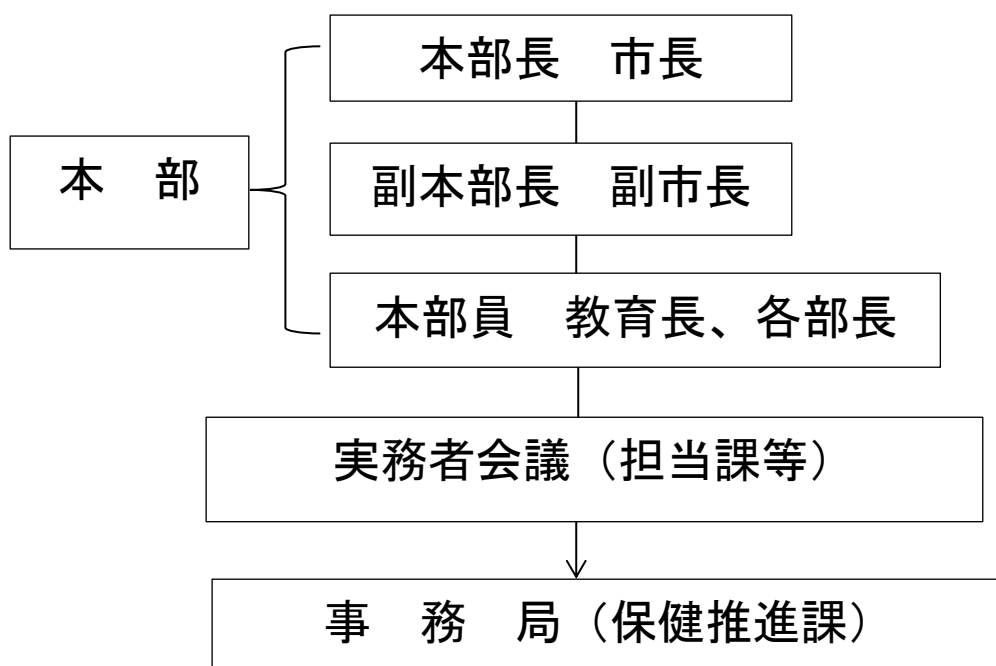 本部長　市長
本　部
副本部長　副市長
本部員　教育長、各部長
実務者会議（担当課等）
事　務　局（保健推進課）